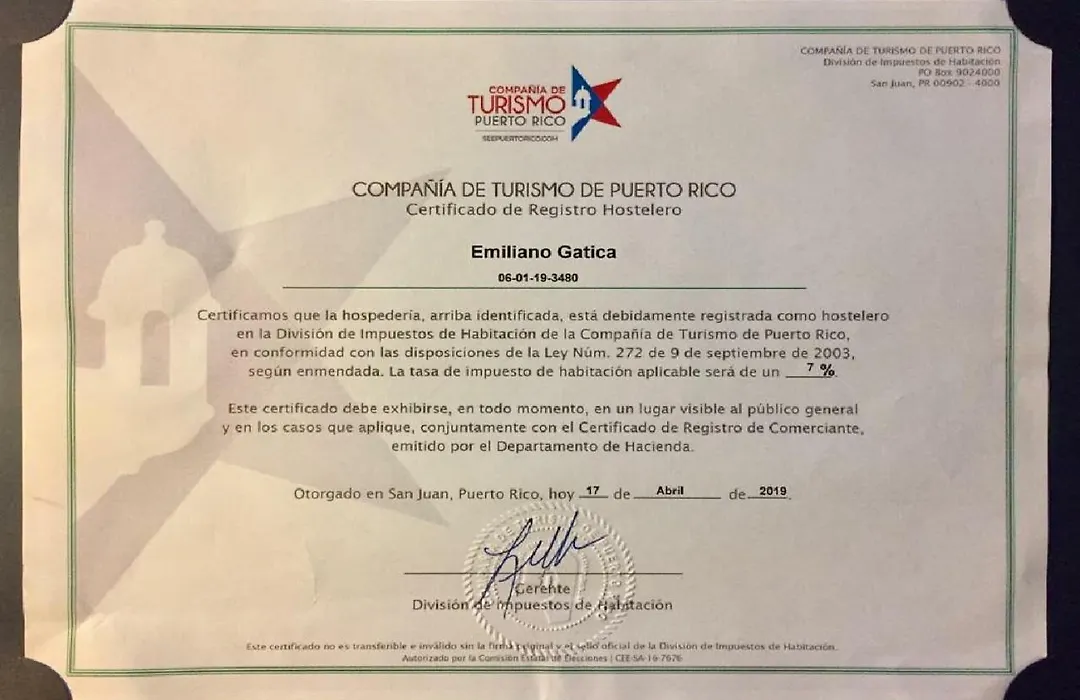 COMPAÑÍA DE TURISMO DE PUERTO RICO
División de Impuestos de Habitación
PO Box 9024000
San Juan, PR 00902 - 4000
COMPAÑÍA DE
TURISMO
PUERTO RICO
SEEPUERTORICO.COM
COMPAÑÍA DE TURISMO DE PUERTO RICO
Certificado de Registro Hostelero
Emiliano Gatica
06-01-19-3480
Certificamos que la hospedería, arriba identificada, está debidamente registrada como hostelero
en la División de Impuestos de Habitación de la Compañía de Turismo de Puerto Rico,
en conformidad con las disposiciones de la Ley Núm. 272 de 9 de septiembre de 2003,
según enmendada. La tasa de impuesto de habitación aplicable será de un 7 %.
Este certificado debe exhibirse, en todo momento, en un lugar visible al público general
y en los casos que aplique, conjuntamente con el Certificado de Registro de Comerciante,
emitido por el Departamento de Hacienda.
Otorgado en San Juan, Puerto Rico, hoy 17 de Abril de 2019.
Gerente
División de Impuestos de Habitación
Este certificado no es transferible e inválido sin la firma original y el sello oficial de la División de Impuestos de Habitación.
Autorizado por la Comisión Estatal de Elecciones | CEE-SA-16-7676